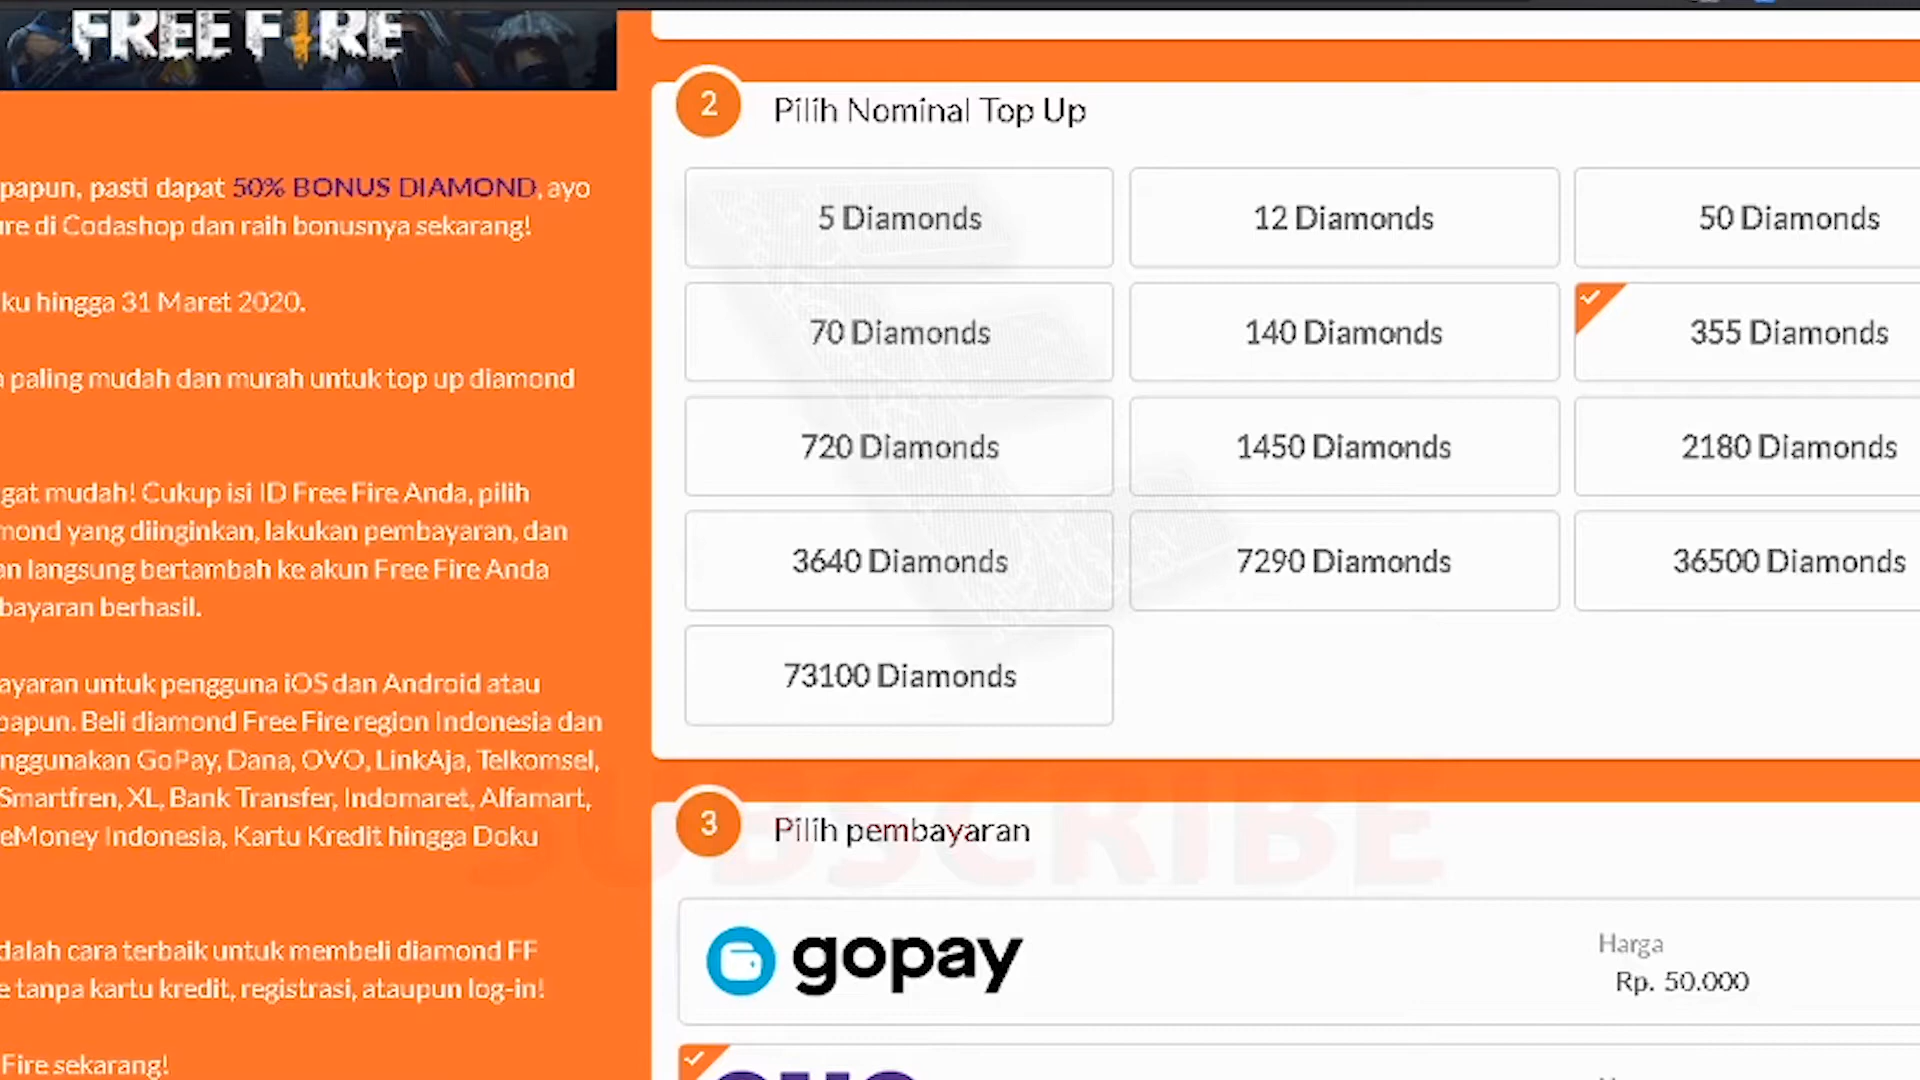 FREE FIRE
papun, pasti dapat 50% BONUS DIAMOND, ayo
re di Codashop dan raih bonusnya sekarang!
ku hingga 31 Maret 2020.
paling mudah dan murah untuk top up diamond
gat mudah! Cukup isi ID Free Fire Anda, pilih
mond yang diinginkan, lakukan pembayaran, dan
an langsung bertambah ke akun Free Fire Anda
bayaran berhasil.
ayaran untuk pengguna iOS dan Android atau
papun. Beli diamond Free Fire region Indonesia dan
nggunakan GoPay, Dana, OVO, LinkAja, Telkomsel,
Smartfren, XL, Bank Transfer, Indomaret, Alfamart,
eMoney Indonesia, Kartu Kredit hingga Doku
dalah cara terbaik untuk membeli diamond FF
e tanpa kartu kredit, registrasi, ataupun log-in!
Fire sekarang!
2 Pilih Nominal Top Up
5 Diamonds 12 Diamonds 50 Diamonds
70 Diamonds 140 Diamonds 355 Diamonds
720 Diamonds 1450 Diamonds 2180 Diamonds
3640 Diamonds 7290 Diamonds 36500 Diamonds
73100 Diamonds
SUBSCRIBE
3 Pilih pembayaran
gopay
Harga
Rp. 50.000